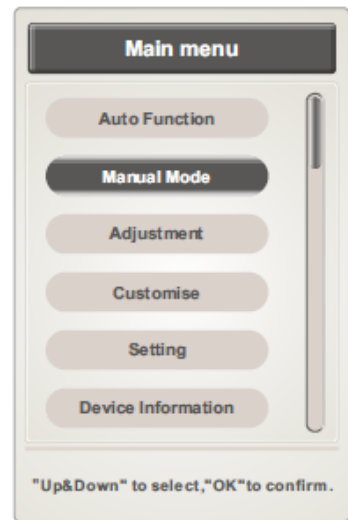 Main menu
Auto Function
Manual Mode
Adjustment
Customise
Setting
Device Information
"Up&Down" to select,"OK"to confirm.